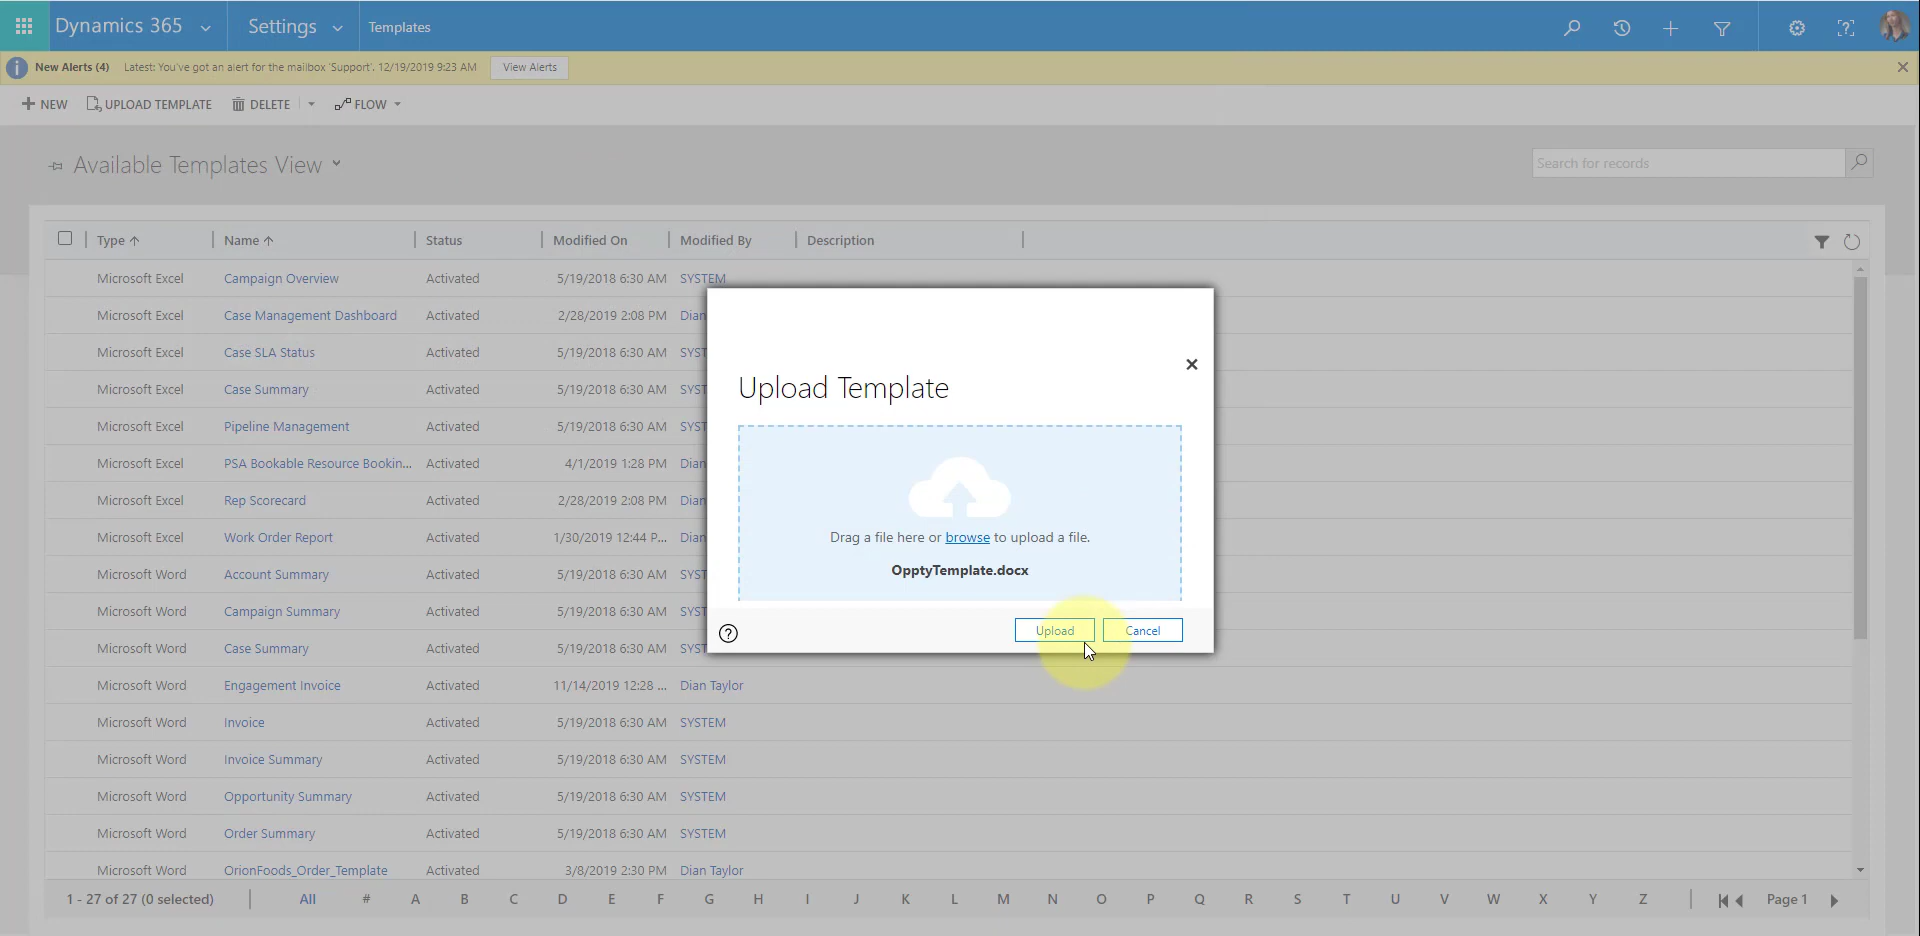 Dynamics 365 Settings Templates
New Alerts (4) Latest: You've got an alert for the mailbox 'Support'. 12/19/2019 9:23 AM View Alerts
NEW UPLOAD TEMPLATE DELETE FLOW
Available Templates View Search for records
Type Name Status Modified On Modified By Description
Microsoft Excel Campaign Overview Activated 5/19/2018 6:30 AM SYSTEM
Microsoft Excel Case Management Dashboard Activated 2/28/2019 2:08 PM Dian
Microsoft Excel Case SLA Status Activated 5/19/2018 6:30 AM SYST
Microsoft Excel Case Summary Activated 5/19/2018 6:30 AM SYST
Microsoft Excel Pipeline Management Activated 5/19/2018 6:30 AM SYST
Microsoft Excel PSA Bookable Resource Bookin... Activated 4/1/2019 1:28 PM Dian
Microsoft Excel Rep Scorecard Activated 2/28/2019 2:08 PM Dian
Microsoft Excel Work Order Report Activated 1/30/2019 12:44 P... Dian
Microsoft Word Account Summary Activated 5/19/2018 6:30 AM SYST
Microsoft Word Campaign Summary Activated 5/19/2018 6:30 AM SYST
Microsoft Word Case Summary Activated 5/19/2018 6:30 AM SYST
Microsoft Word Engagement Invoice Activated 11/14/2019 12:28 ... Dian Taylor
Microsoft Word Invoice Activated 5/19/2018 6:30 AM SYSTEM
Microsoft Word Invoice Summary Activated 5/19/2018 6:30 AM SYSTEM
Microsoft Word Opportunity Summary Activated 5/19/2018 6:30 AM SYSTEM
Microsoft Word Order Summary Activated 5/19/2018 6:30 AM SYSTEM
Microsoft Word OrionFoods_Order_Template Activated 3/8/2019 2:30 PM Dian Taylor
Upload Template
Drag a file here or browse to upload a file.
OpptyTemplate.docx
Upload Cancel
1 - 27 of 27 (0 selected) All # A B C D E F G H I J K L M N O P Q R S T U V W X Y Z Page 1